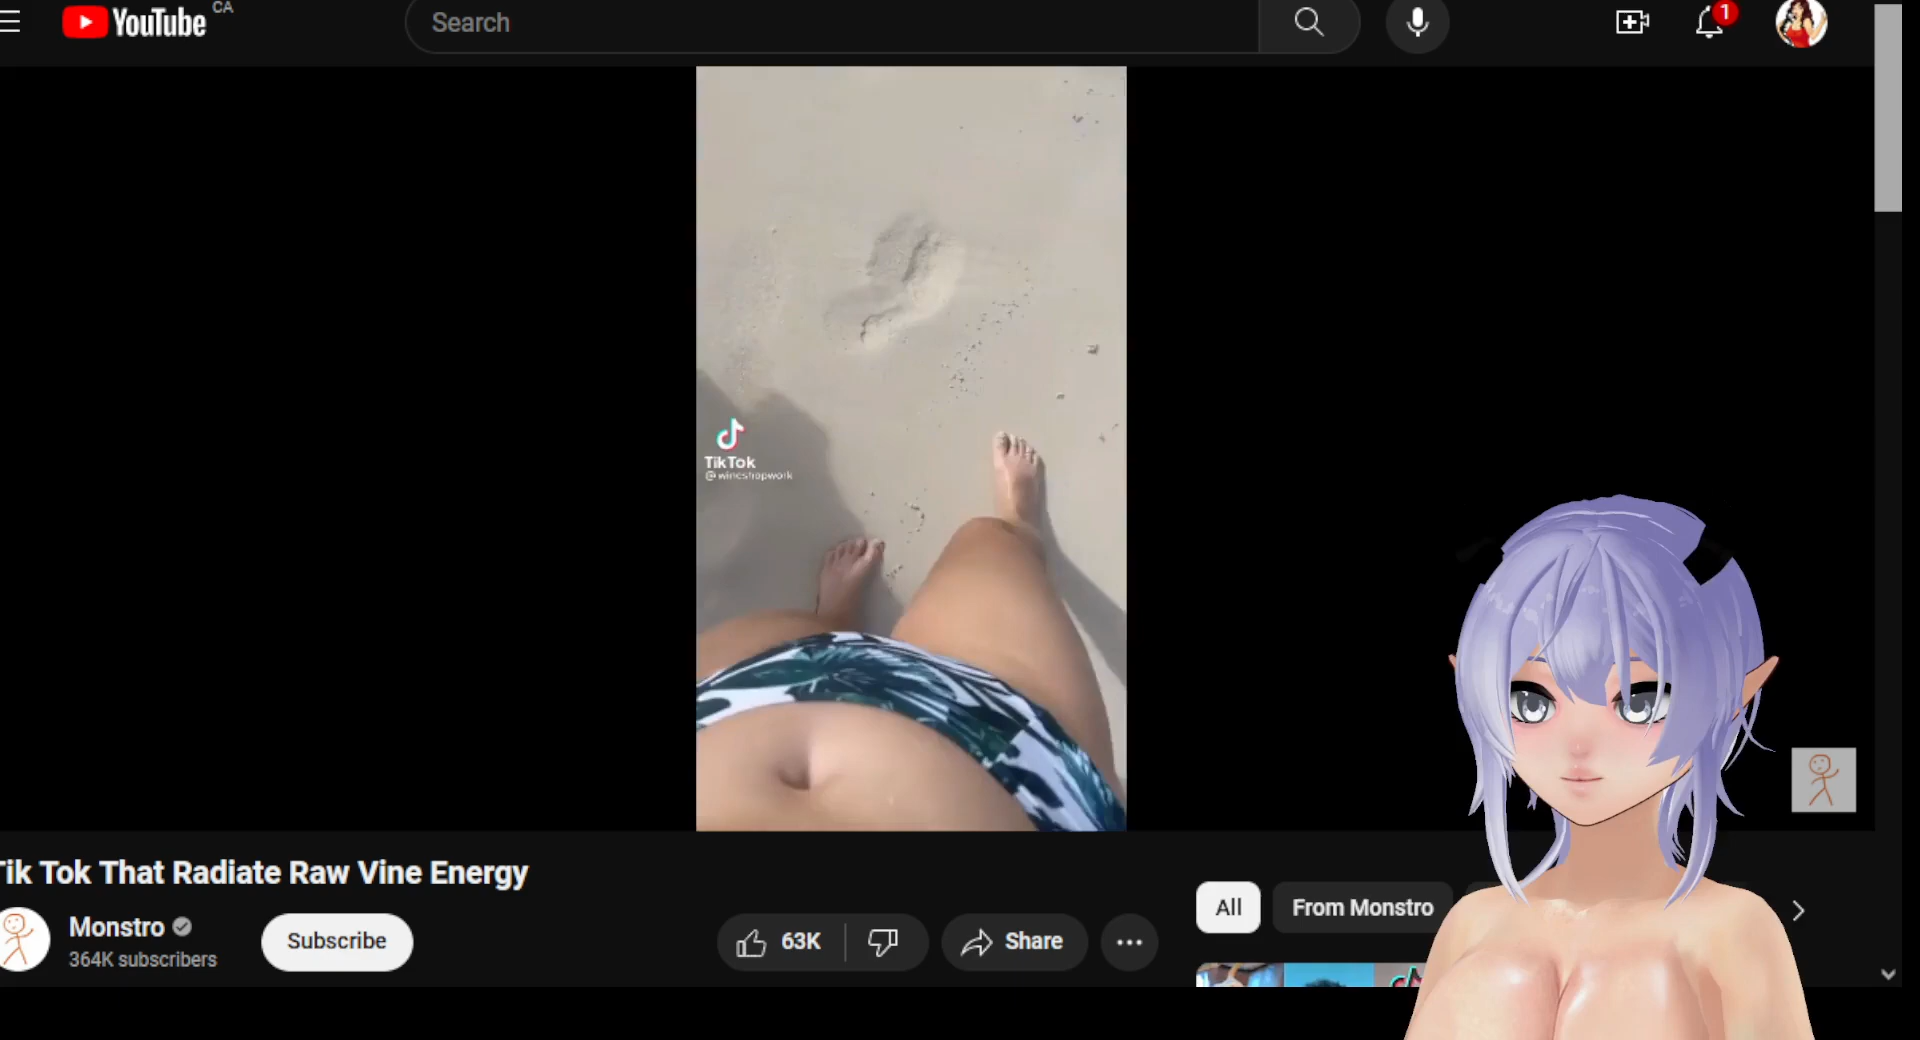 YouTube CA
Search
1
TikTok
@wineshopwork
Tik Tok That Radiate Raw Vine Energy
Monstro
364K subscribers
Subscribe
63K
Share
All
From Monstro